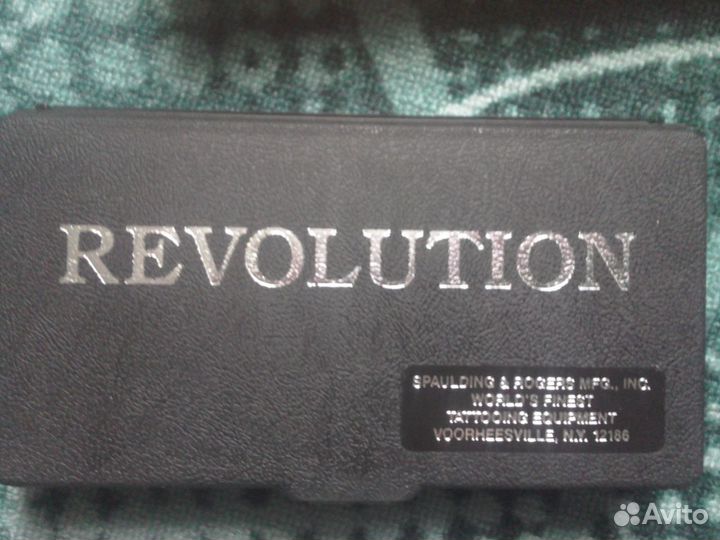 REVOLUTION
SPAULDING & ROGERS MFG., INC.
WORLD'S FINEST
TATTOOING EQUIPMENT
VOORHEESVILLE, N.Y. 12186
Avito